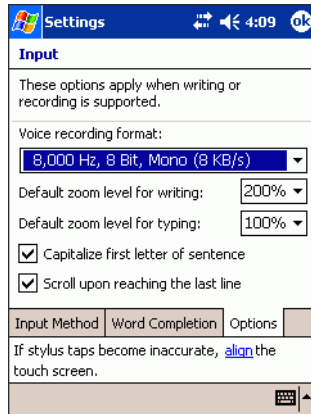 Settings 4:09 ok
Input
These options apply when writing or
recording is supported.
Voice recording format:
8,000 Hz, 8 Bit, Mono (8 KB/s)
Default zoom level for writing: 200%
Default zoom level for typing: 100%
Capitalize first letter of sentence
Scroll upon reaching the last line
Input Method Word Completion Options
If stylus taps become inaccurate, align the
touch screen.